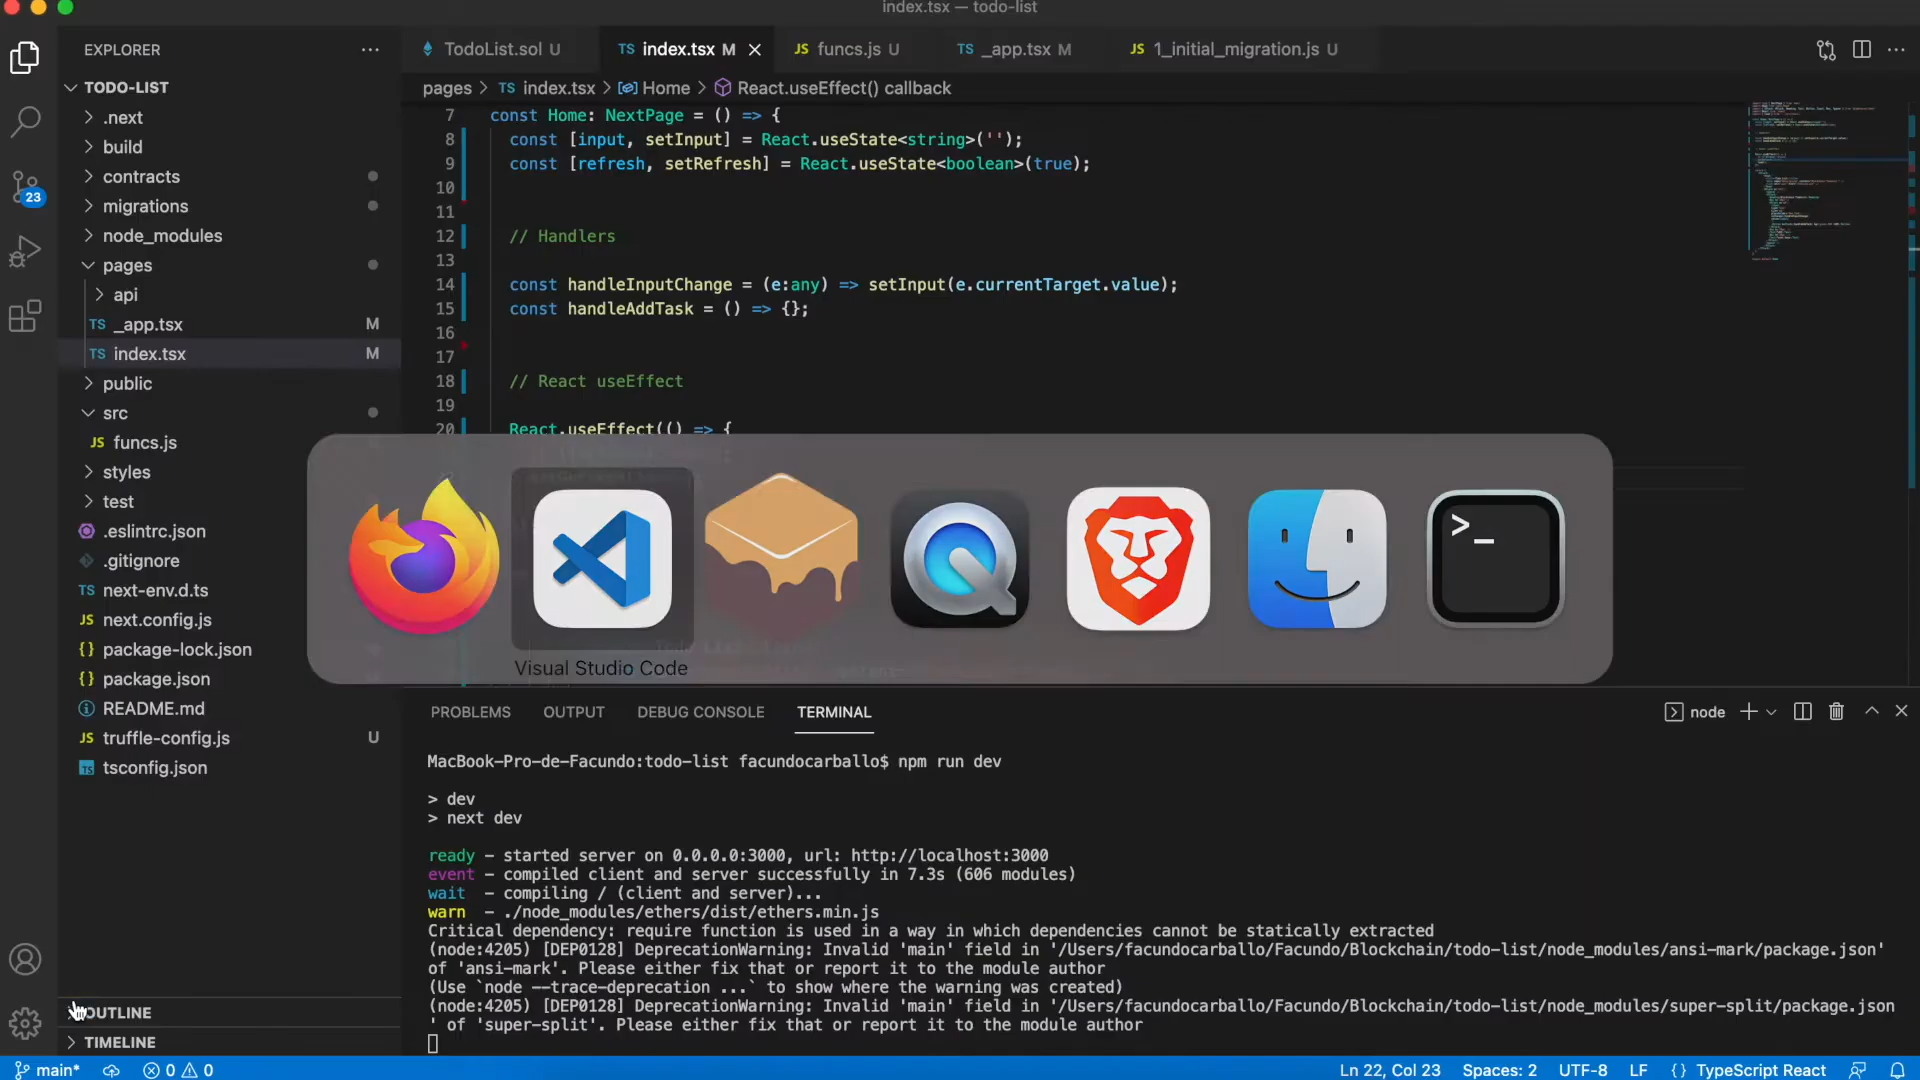 index.tsx — todo-list
EXPLORER
TODO-LIST
.next
build
contracts
migrations
node_modules
pages
api
TS _app.tsx M
TS index.tsx M
public
src
JS funcs.js
styles
test
.eslintrc.json
.gitignore
TS next-env.d.ts
JS next.config.js
{} package-lock.json
{} package.json
README.md
JS truffle-config.js U
TS tsconfig.json
23
OUTLINE
TIMELINE
TodoList.sol U
TS index.tsx M
JS funcs.js U
TS _app.tsx M
JS 1_initial_migration.js U
pages > TS index.tsx > Home > React.useEffect() callback
7 const Home: NextPage = () => {
8 const [input, setInput] = React.useState<string>('');
9 const [refresh, setRefresh] = React.useState<boolean>(true);
10
11
12 // Handlers
13
14 const handleInputChange = (e:any) => setInput(e.currentTarget.value);
15 const handleAddTask = () => {};
16
17
18 // React useEffect
19
20 React.useEffect(() => {
>_
Visual Studio Code
PROBLEMS OUTPUT DEBUG CONSOLE TERMINAL
node
MacBook-Pro-de-Facundo:todo-list facundocarballo$ npm run dev
> dev
> next dev
ready - started server on 0.0.0.0:3000, url: http://localhost:3000
event - compiled client and server successfully in 7.3s (606 modules)
wait - compiling / (client and server)...
warn - ./node_modules/ethers/dist/ethers.min.js
Critical dependency: require function is used in a way in which dependencies cannot be statically extracted
(node:4205) [DEP0128] DeprecationWarning: Invalid 'main' field in '/Users/facundocarballo/Facundo/Blockchain/todo-list/node_modules/ansi-mark/package.json'
of 'ansi-mark'. Please either fix that or report it to the module author
(Use `node --trace-deprecation ...` to show where the warning was created)
(node:4205) [DEP0128] DeprecationWarning: Invalid 'main' field in '/Users/facundocarballo/Facundo/Blockchain/todo-list/node_modules/super-split/package.json
' of 'super-split'. Please either fix that or report it to the module author
main* 0 0
Ln 22, Col 23 Spaces: 2 UTF-8 LF {} TypeScript React